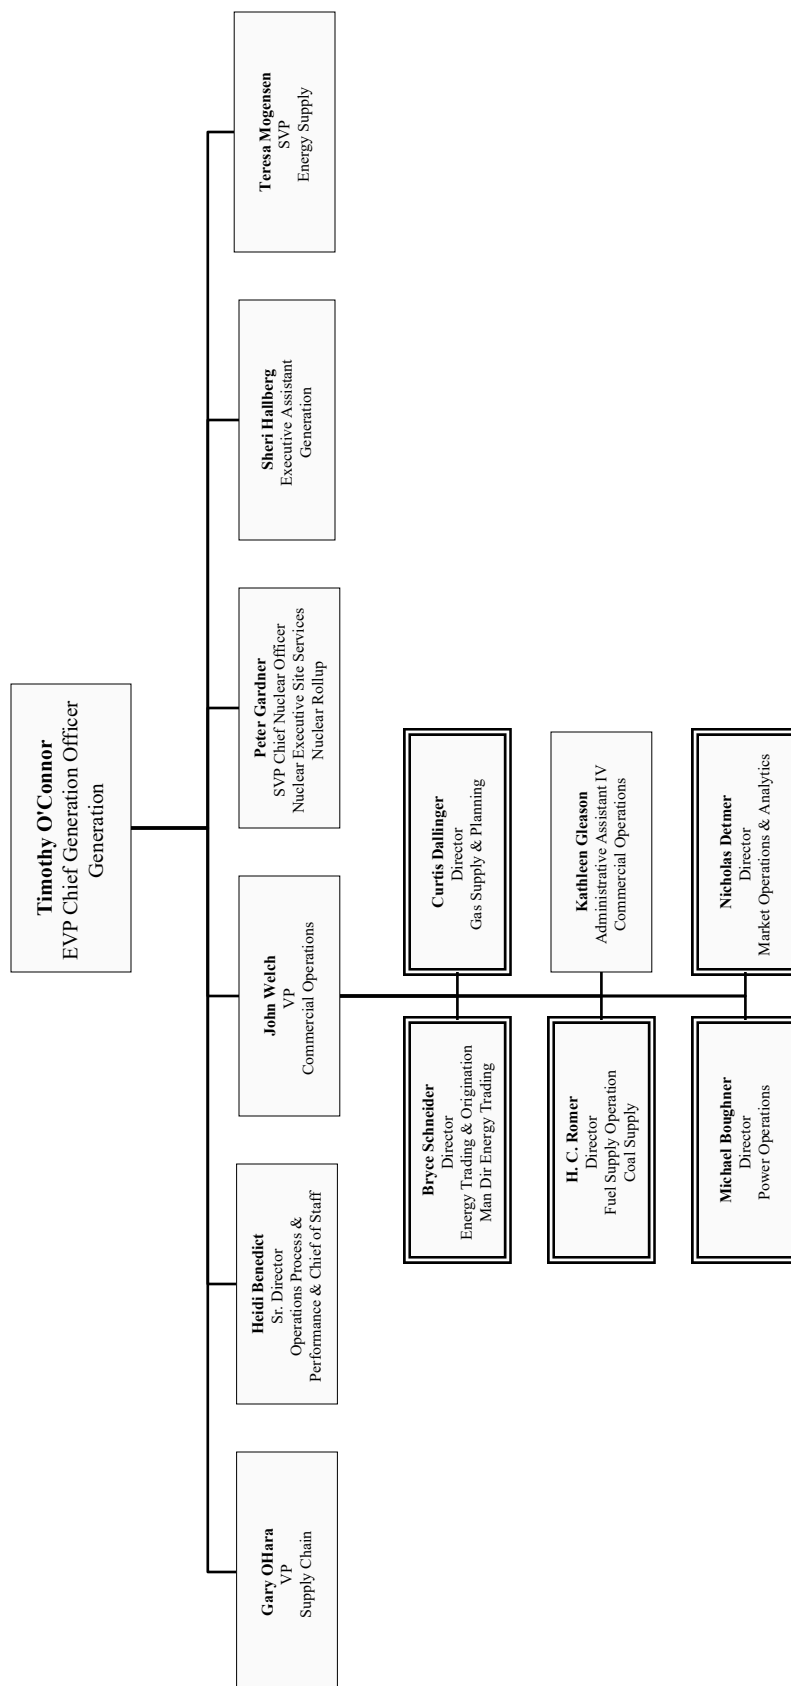 Timothy O'Connor
EVP Chief Generation Officer
Generation
Gary OHara
VP
Supply Chain
Heidi Benedict
Sr. Director
Operations Process &
Performance & Chief of Staff
John Welch
VP
Commercial Operations
Peter Gardner
SVP Chief Nuclear Officer
Nuclear Executive Site Services
Nuclear Rollup
Sheri Hallberg
Executive Assistant
Generation
Teresa Mogensen
SVP
Energy Supply
Bryce Schneider
Director
Energy Trading & Origination
Man Dir Energy Trading
Curtis Dallinger
Director
Gas Supply & Planning
H. C. Romer
Director
Fuel Supply Operation
Coal Supply
Kathleen Gleason
Administrative Assistant IV
Commercial Operations
Michael Boughner
Director
Power Operations
Nicholas Detmer
Director
Market Operations & Analytics